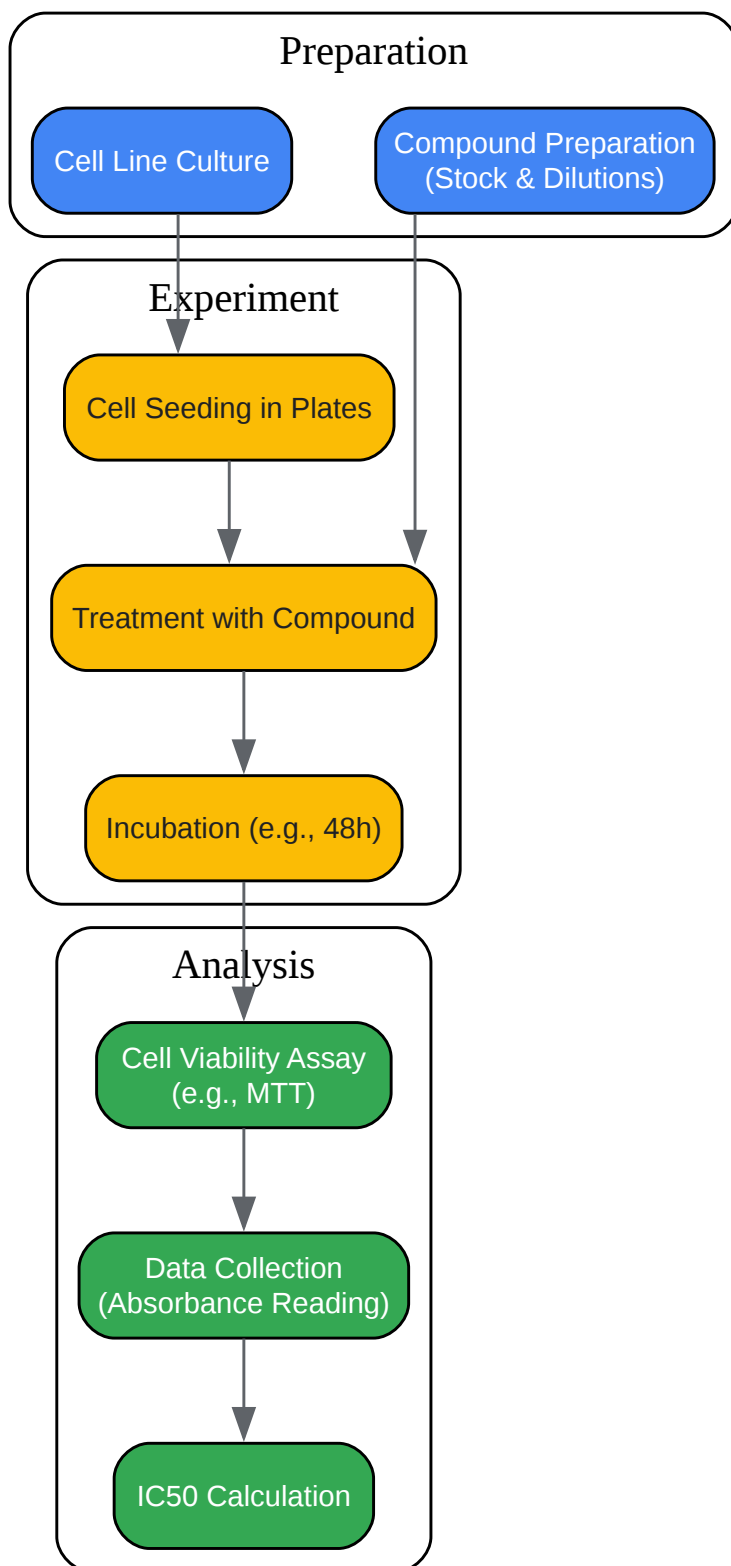 Preparation
Cell Line Culture
Compound Preparation
(Stock & Dilutions)
Experiment
Cell Seeding in Plates
Treatment with Compound
Incubation (e.g., 48h)
Analysis
Cell Viability Assay
(e.g., MTT)
Data Collection
(Absorbance Reading)
IC50 Calculation